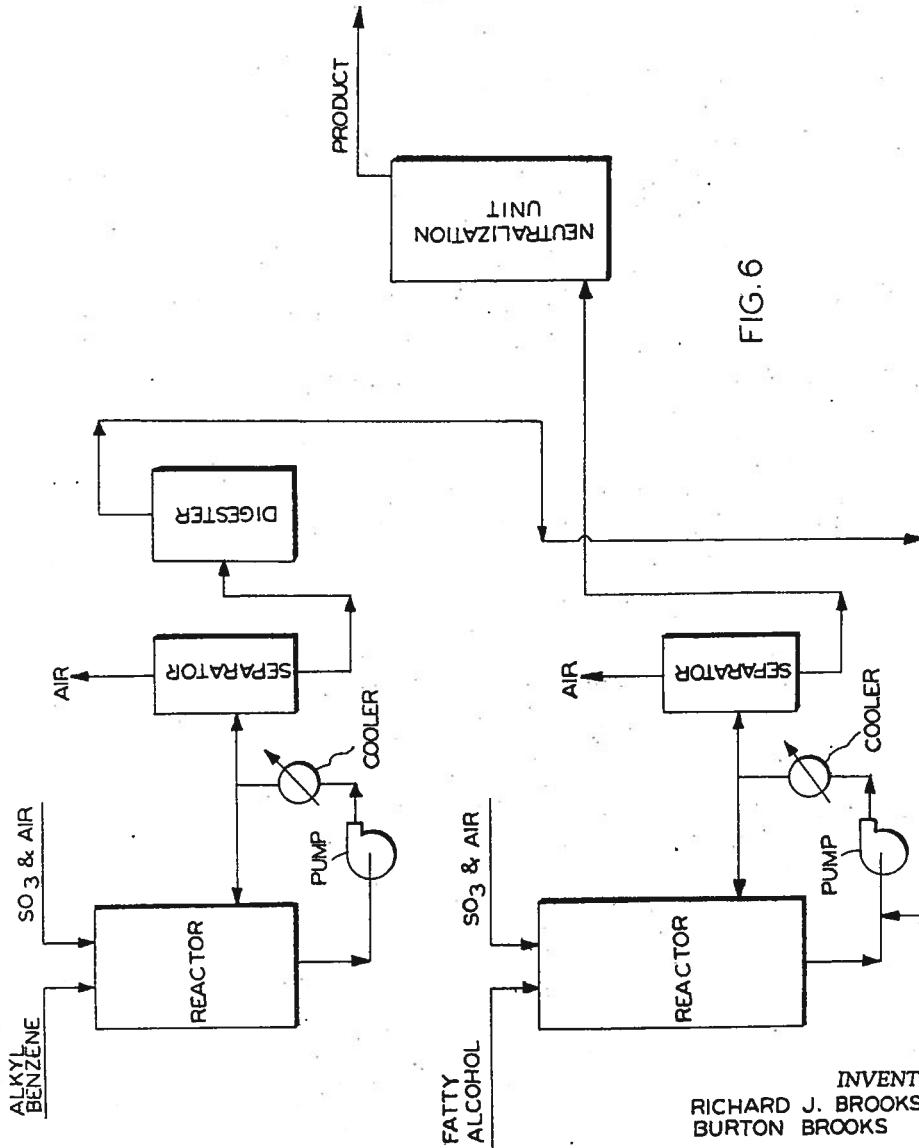 ALKYL
BENZENE
SO3 & AIR
REACTOR
PUMP
COOLER
AIR
SEPARATOR
DIGESTER
FATTY
ALCOHOL
SO3 & AIR
REACTOR
PUMP
COOLER
AIR
SEPARATOR
NEUTRALIZATION
UNIT
PRODUCT
FIG. 6
INVENT
RICHARD J. BROOKS
BURTON BROOKS